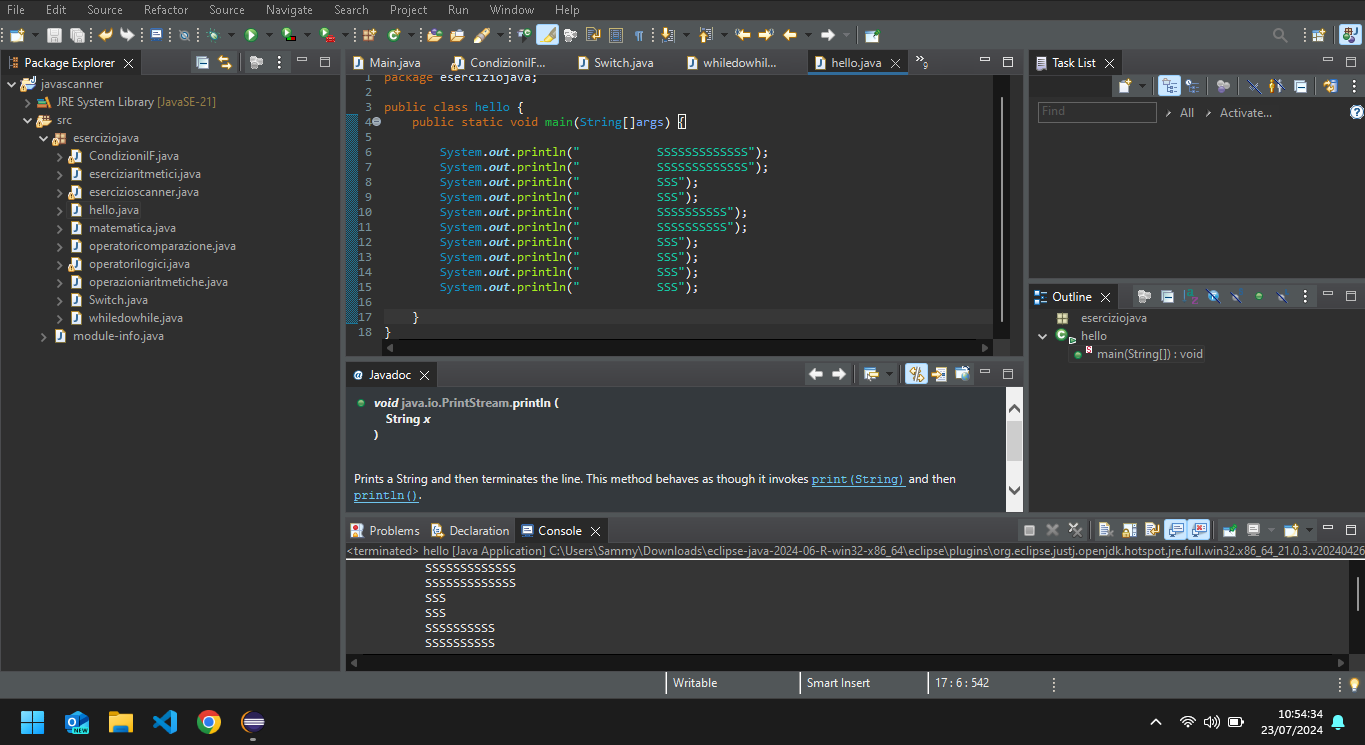 File Edit Source Refactor Source Navigate Search Project Run Window Help
Package Explorer
javascanner
JRE System Library [JavaSE-21]
src
eserciziojava
CondizioniIF.java
eserciziaritmetici.java
esercizioscanner.java
hello.java
matematica.java
operatoricomparazione.java
operatorilogici.java
operazioniaritmetiche.java
Switch.java
whiledowhile.java
module-info.java
Main.java CondizioniIF... Switch.java whiledowhil... hello.java »9
1 package eserciziojava;
2
3 public class hello {
4 public static void main(String[]args) {
5
6 System.out.println("           SSSSSSSSSSSSS");
7 System.out.println("           SSSSSSSSSSSSS");
8 System.out.println("           SSS");
9 System.out.println("           SSS");
10 System.out.println("           SSSSSSSSSS");
11 System.out.println("           SSSSSSSSSS");
12 System.out.println("           SSS");
13 System.out.println("           SSS");
14 System.out.println("           SSS");
15 System.out.println("           SSS");
16
17 }
18 }
@ Javadoc
void java.io.PrintStream.println (
String x
)
Prints a String and then terminates the line. This method behaves as though it invokes print(String) and then
println().
Problems Declaration Console
<terminated> hello [Java Application] C:\Users\Sammy\Downloads\eclipse-java-2024-06-R-win32-x86_64\eclipse\plugins\org.eclipse.justj.openjdk.hotspot.jre.full.win32.x86_64_21.0.3.v20240426
SSSSSSSSSSSSS
SSSSSSSSSSSSS
SSS
SSS
SSSSSSSSSS
SSSSSSSSSS
Task List
Find All Activate...
Outline
eserciziojava
hello
main(String[]) : void
Writable Smart Insert 17 : 6 : 542
NEW
10:54:34
23/07/2024